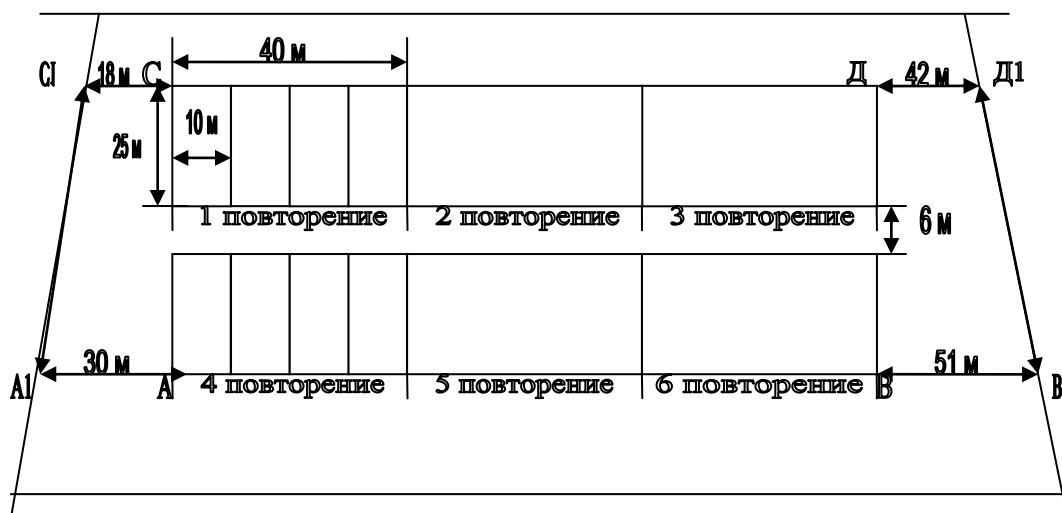 40 м
С1 18 м С Д 42 м Д1
10 м
25 м
1 повторение 2 повторение 3 повторение
6 м
30 м 51 м
А1 А 4 повторение 5 повторение 6 повторение В В